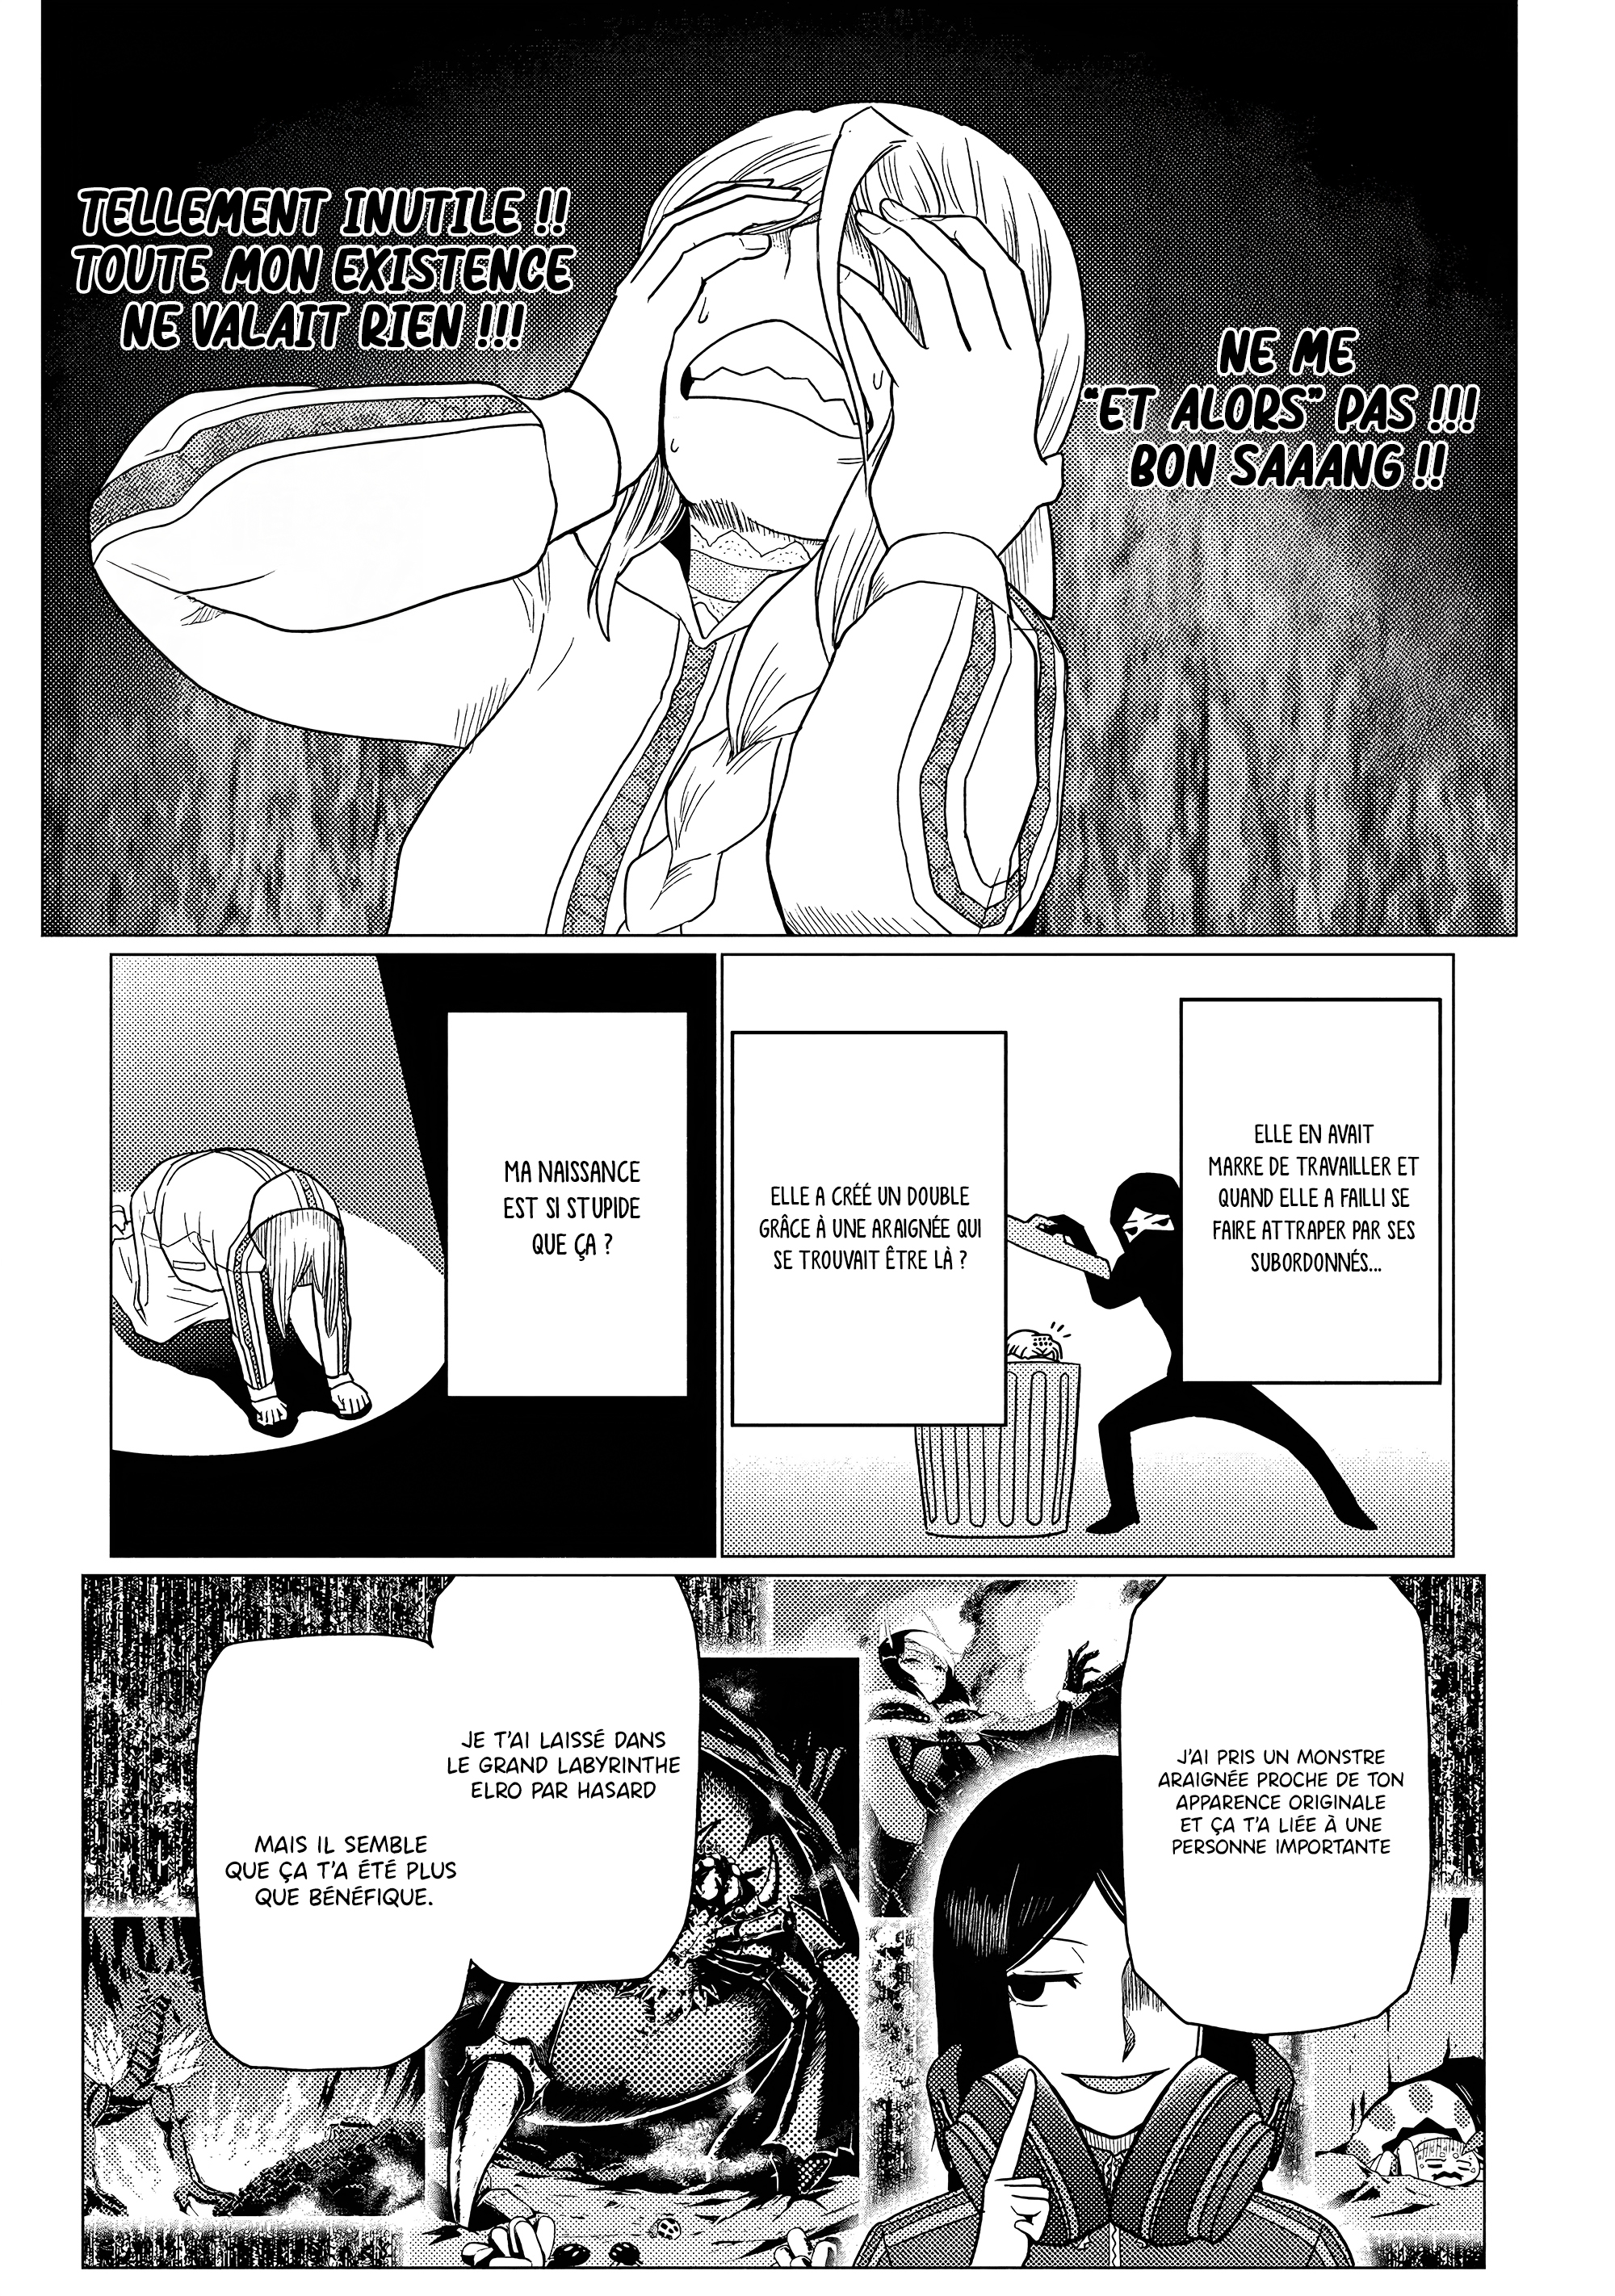 NE ME
"ET ALORS" PAS !!!
BON SAAANG !!
TELLEMENT INUTILE !!
TOUTE MON EXISTENCE
NE VALAIT RIEN !!!
ELLE EN AVAIT
MARRE DE TRAVAILLER ET
QUAND ELLE A FAILLI SE
FAIRE ATTRAPER PAR SES
SUBORDONNÉS...
ELLE A CRÉÉ UN DOUBLE
GRÂCE À UNE ARAIGNÉE QUI
SE TROUVAIT ÊTRE LÀ ?
MA NAISSANCE
EST SI STUPIDE
QUE ÇA ?
J'AI PRIS UN MONSTRE
ARAIGNÉE PROCHE DE TON
APPARENCE ORIGINALE
ET ÇA T'A LIÉE À UNE
PERSONNE IMPORTANTE
JE T'AI LAISSÉ DANS
LE GRAND LABYRINTHE
ELRO PAR HASARD
MAIS IL SEMBLE
QUE ÇA T'A ÉTÉ PLUS
QUE BÉNÉFIQUE.